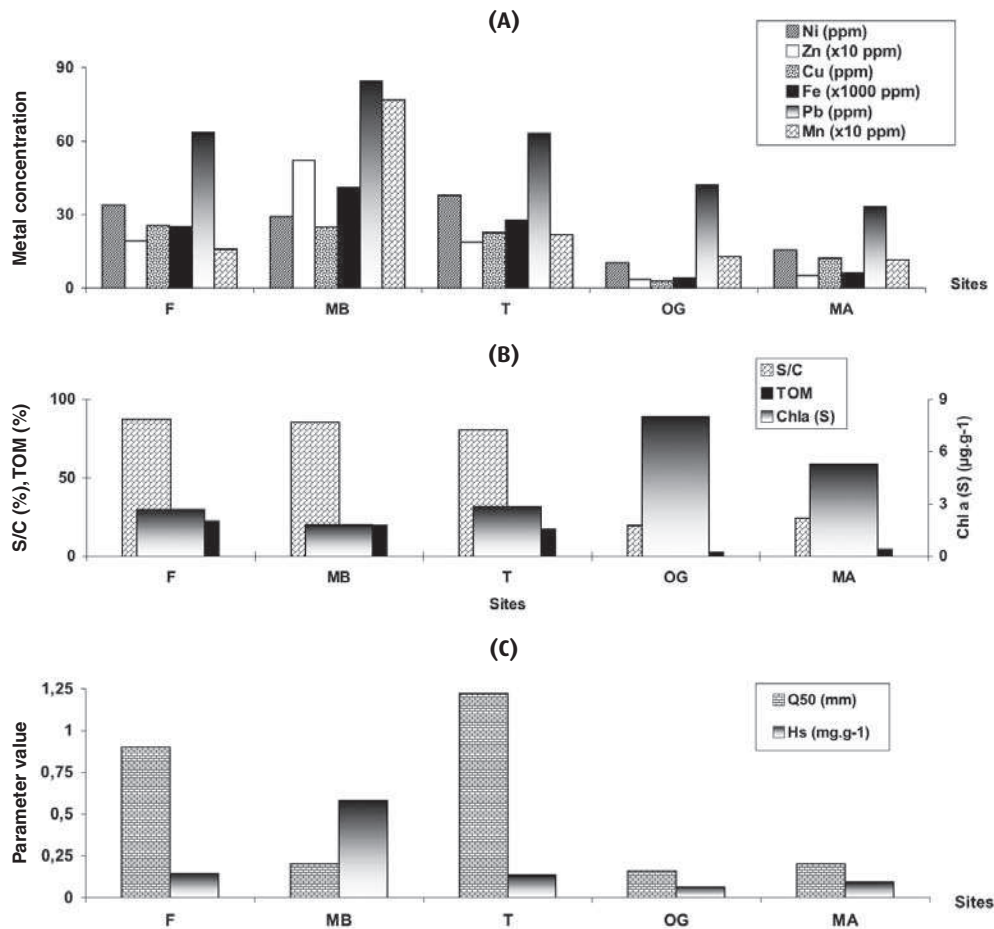 (A)
Ni (ppm)
Zn (x10 ppm)
Cu (ppm)
Fe (x1000 ppm)
Pb (ppm)
Mn (x10 ppm)
Metal concentration
90
60
30
0
F MB T OG MA
Sites
(B)
S/C
TOM
Chla (S)
S/C (%), TOM (%)
100
50
0
Chl a (S) (µg.g-1)
9
6
3
0
F MB T OG MA
Sites
(C)
Q50 (mm)
Hs (mg.g-1)
Parameter value
1,25
1
0,75
0,5
0,25
0
F MB T OG MA
Sites